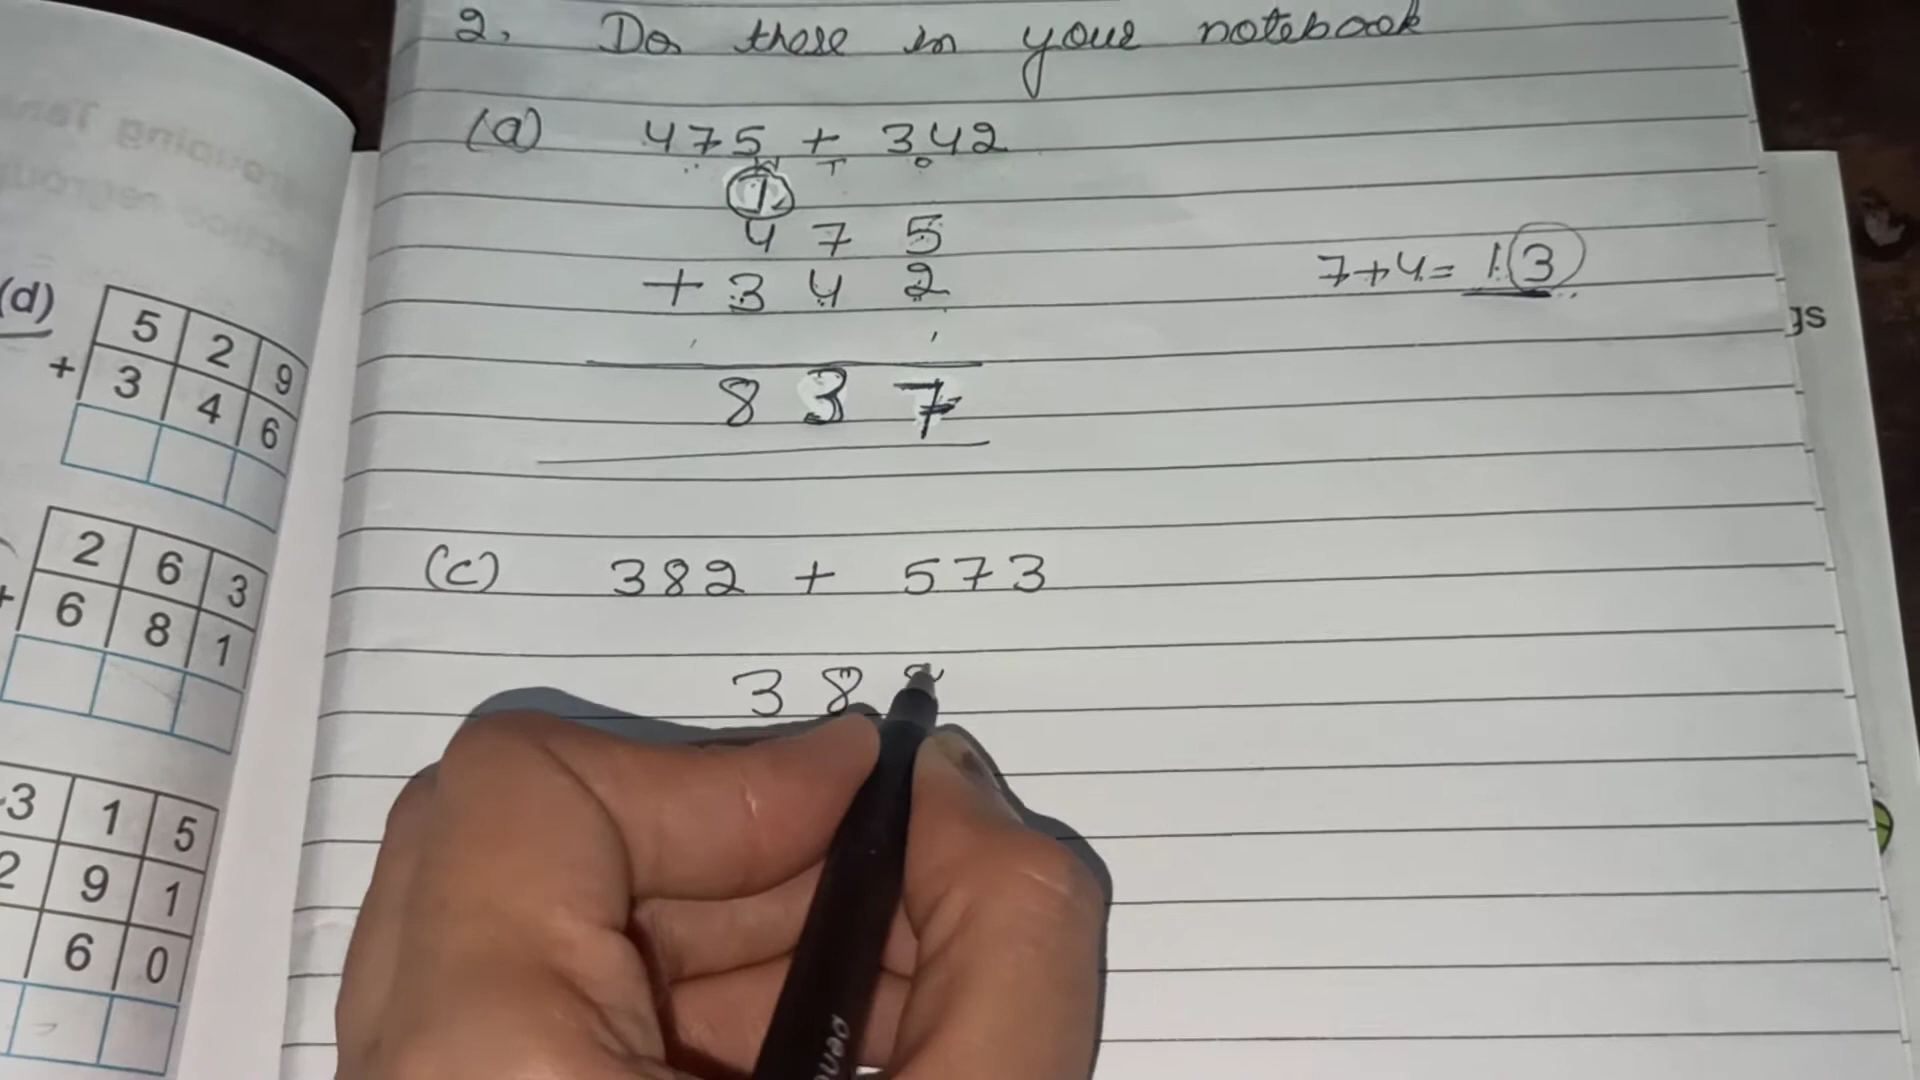 2. Do these in your notebook
(a) 475 + 342
H T O
1
4 7 5
+ 3 4 2
8 3 7
7+4= 13
(c) 382 + 573
3 8
(d)
5 2 9
+ 3 4 6
2 6 3
+ 6 8 1
3 1 5
2 9 1
6 0
gs